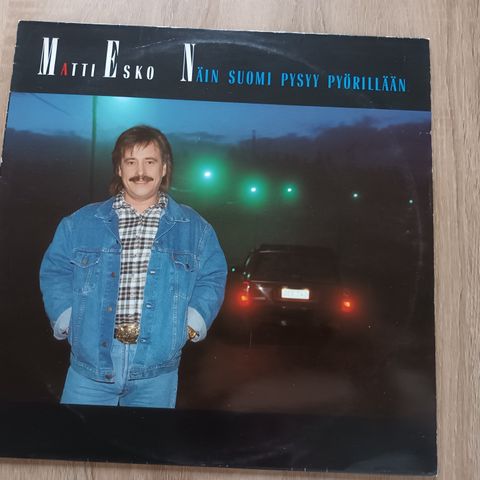 MATTI ESKO NÄIN SUOMI PYSYY PYÖRILLÄÄN